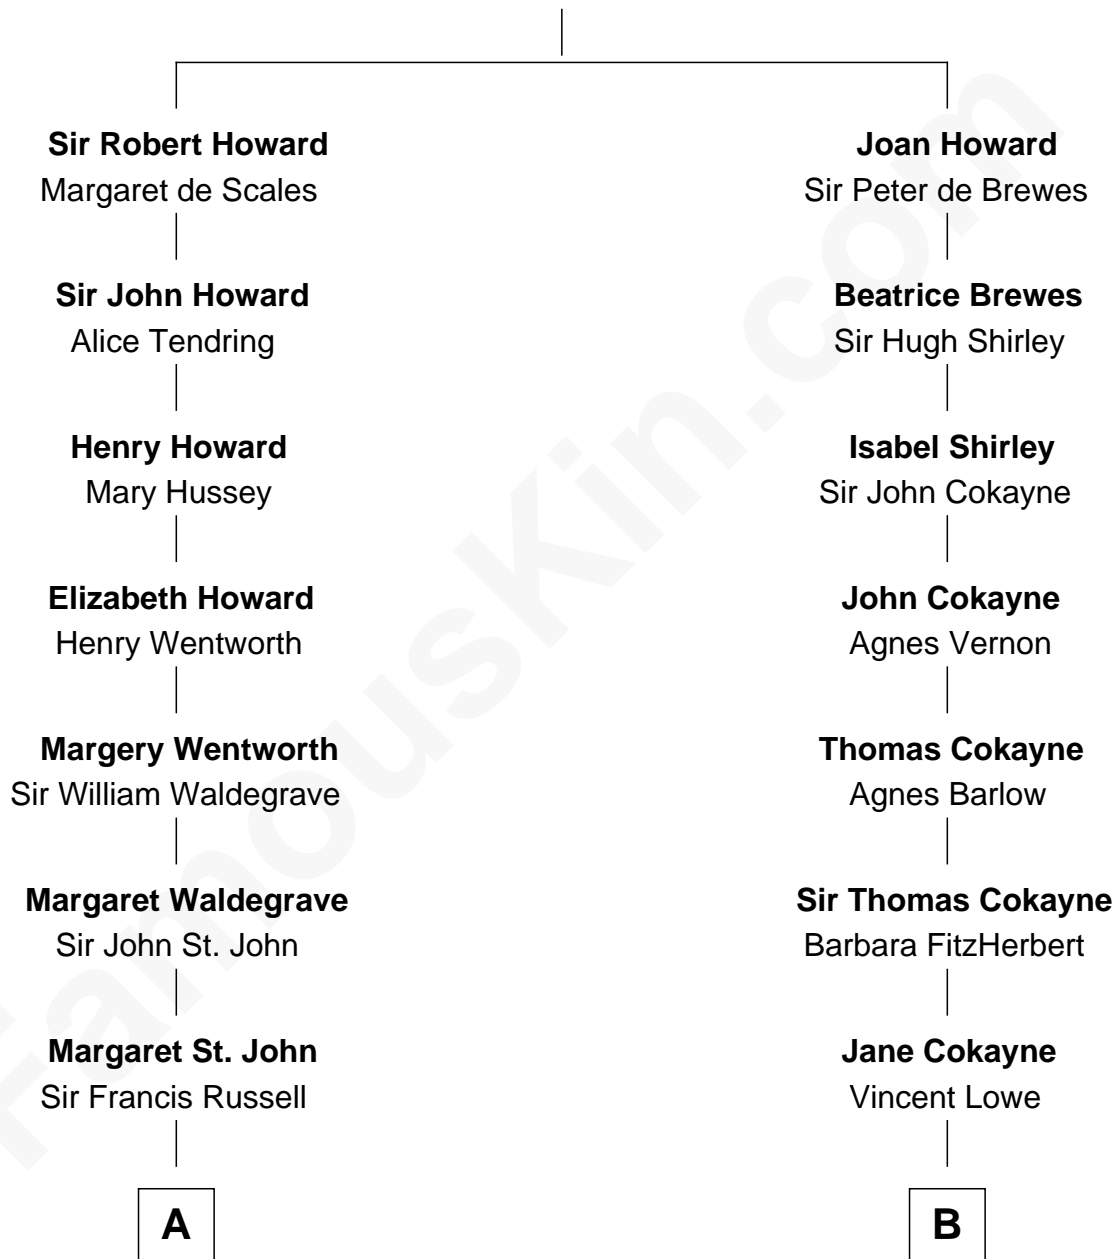 Sir Robert Howard
Margaret de Scales
Sir John Howard
Alice Tendring
Henry Howard
Mary Hussey
Elizabeth Howard
Henry Wentworth
Margery Wentworth
Sir William Waldegrave
Margaret Waldegrave
Sir John St. John
Margaret St. John
Sir Francis Russell
A
Joan Howard
Sir Peter de Brewes
Beatrice Brewes
Sir Hugh Shirley
Isabel Shirley
Sir John Cokayne
John Cokayne
Agnes Vernon
Thomas Cokayne
Agnes Barlow
Sir Thomas Cokayne
Barbara FitzHerbert
Jane Cokayne
Vincent Lowe
B
FamousKin.com